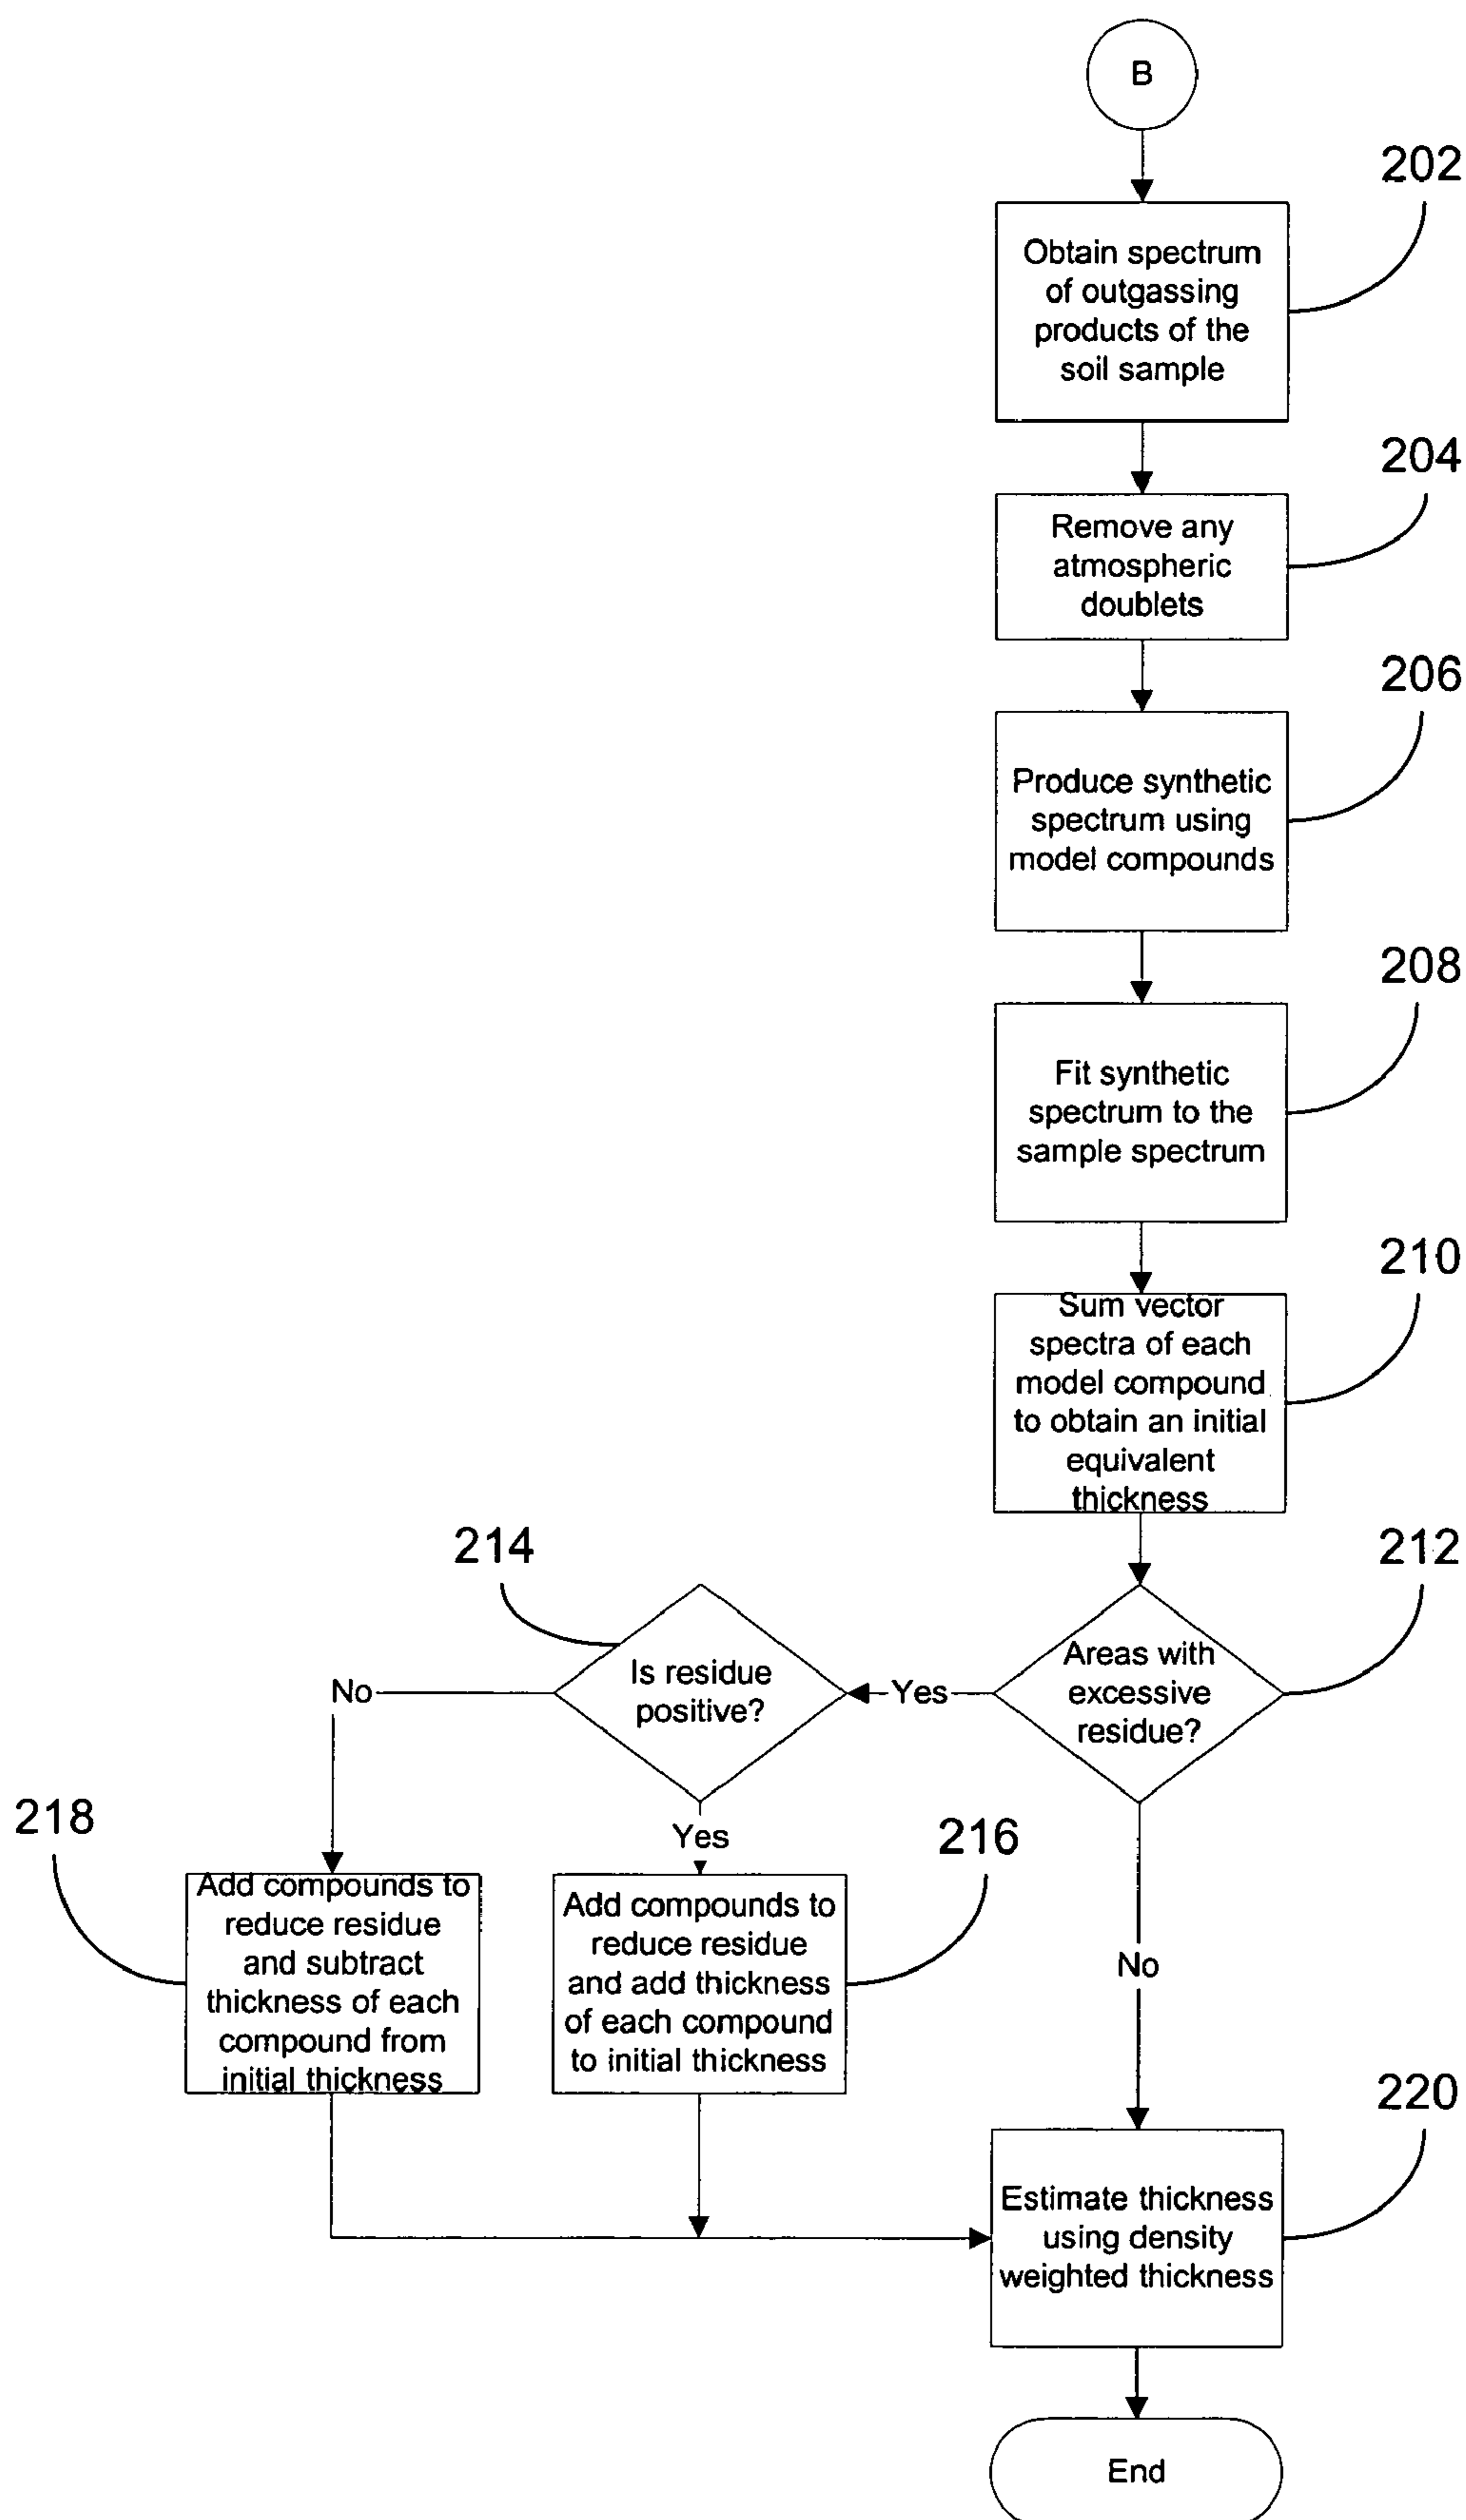 B
202
Obtain spectrum
of outgassing
products of the
soil sample
204
Remove any
atmospheric
doublets
206
Produce synthetic
spectrum using
model compounds
208
Fit synthetic
spectrum to the
sample spectrum
210
Sum vector
spectra of each
model compound
to obtain an initial
equivalent
thickness
212
Areas with
excessive
residue?
Yes
214
Is residue
positive?
No
Yes
218
Add compounds to
reduce residue
and subtract
thickness of each
compound from
initial thickness
216
Add compounds to
reduce residue
and add thickness
of each compound
to initial thickness
No
220
Estimate thickness
using density
weighted thickness
End